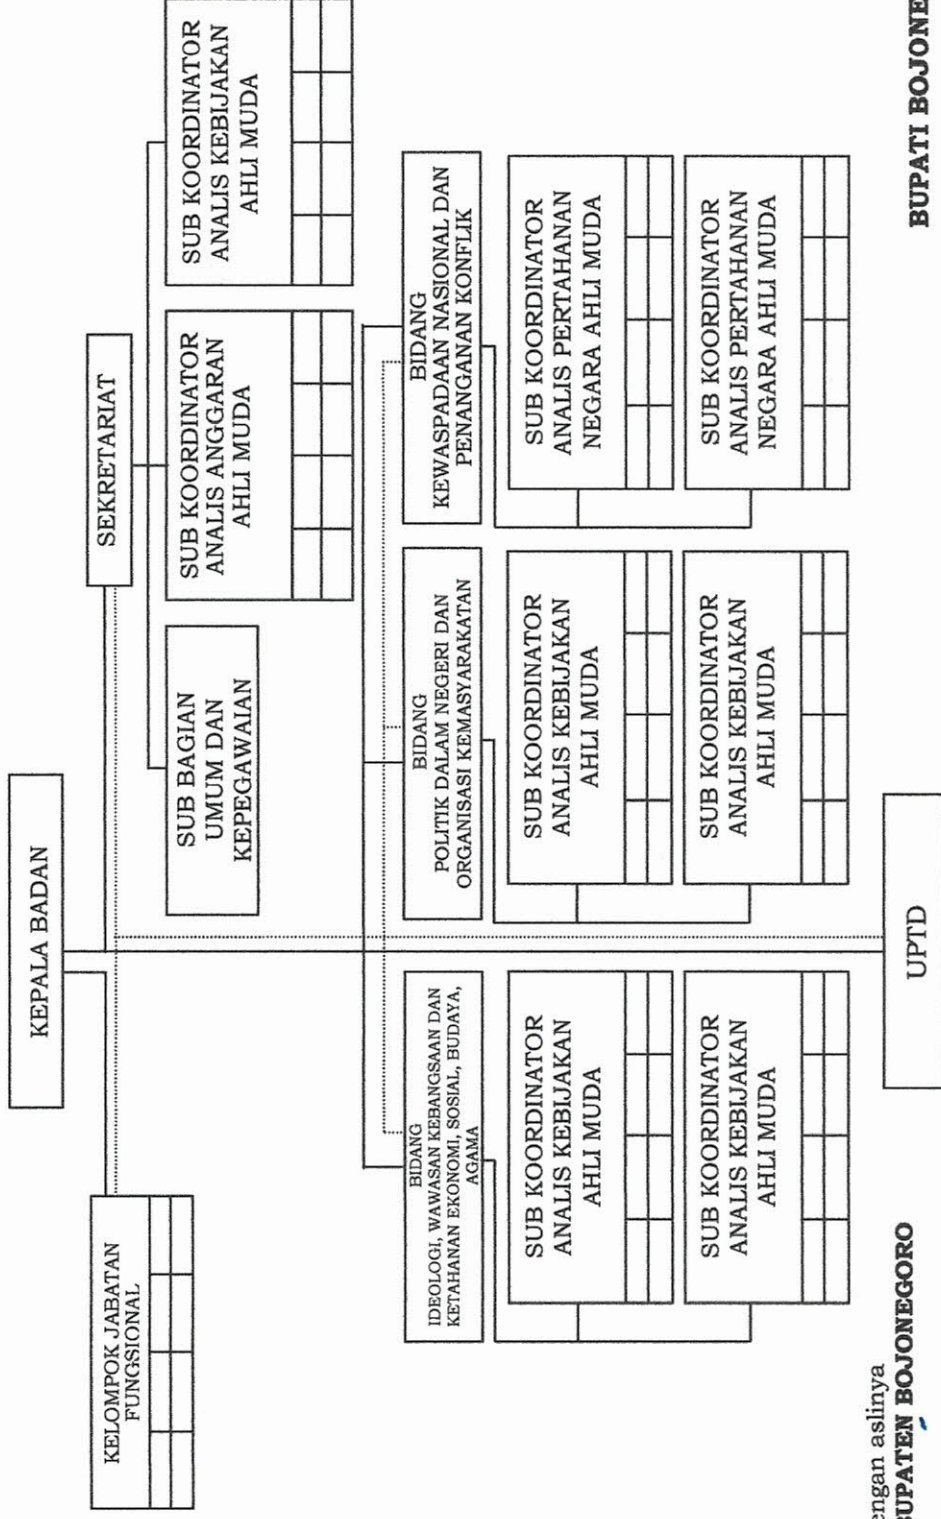 KEPALA BADAN
KELOMPOK JABATAN
FUNGSIONAL
SEKRETARIAT
SUB BAGIAN
UMUM DAN
KEPEGAWAIAN
SUB KOORDINATOR
ANALIS ANGGARAN
AHLI MUDA
SUB KOORDINATOR
ANALIS KEBIJAKAN
AHLI MUDA
BIDANG
IDEOLOGI, WAWASAN KEBANGSAAN DAN
KETAHANAN EKONOMI, SOSIAL, BUDAYA,
AGAMA
SUB KOORDINATOR
ANALIS KEBIJAKAN
AHLI MUDA
SUB KOORDINATOR
ANALIS KEBIJAKAN
AHLI MUDA
BIDANG
POLITIK DALAM NEGERI DAN
ORGANISASI KEMASYARAKATAN
SUB KOORDINATOR
ANALIS KEBIJAKAN
AHLI MUDA
SUB KOORDINATOR
ANALIS KEBIJAKAN
AHLI MUDA
BIDANG
KEWASPADAAN NASIONAL DAN
PENANGANAN KONFLIK
SUB KOORDINATOR
ANALIS PERTAHANAN
NEGARA AHLI MUDA
SUB KOORDINATOR
ANALIS PERTAHANAN
NEGARA AHLI MUDA
UPTD
engan aslinya
BUPATEN BOJONEGORO
BUPATI BOJONE